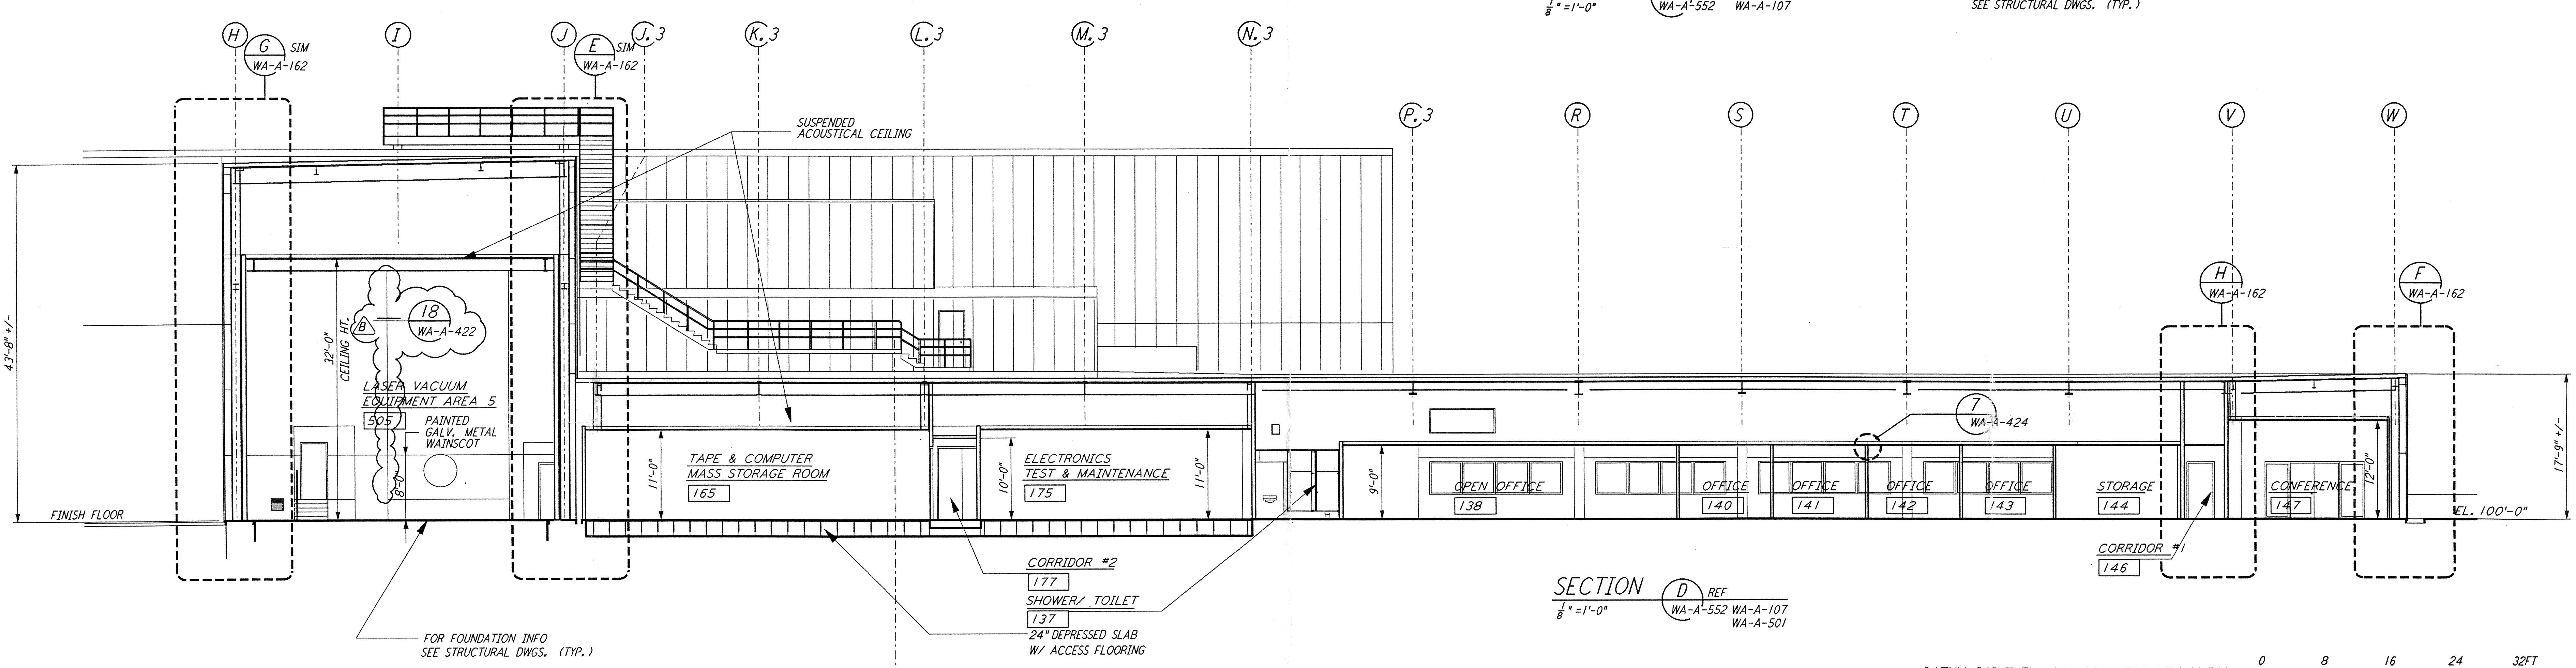 1/8" =1'-0"
WA-A-552 WA-A-107
SEE STRUCTURAL DWGS. (TYP.)
H
G
SIM
WA-A-162
I
J
E
SIM
WA-A-162
J.3
K.3
L.3
M.3
N.3
P.3
R
S
T
U
V
W
SUSPENDED
ACOUSTICAL CEILING
43'-8" +/-
32'-0"
CEILING HT.
B
18
WA-A-422
LASER VACUUM
EQUIPMENT AREA 5
505
PAINTED
GALV. METAL
WAINSCOT
8'-0"
FINISH FLOOR
11'-0"
TAPE & COMPUTER
MASS STORAGE ROOM
165
10'-0"
ELECTRONICS
TEST & MAINTENANCE
175
11'-0"
9'-0"
OPEN OFFICE
138
OFFICE
140
OFFICE
141
OFFICE
142
OFFICE
143
STORAGE
144
CONFERENCE
147
12'-0"
17'-9" +/-
7
WA-A-424
H
WA-A-162
F
WA-A-162
EL. 100'-0"
CORRIDOR #1
146
CORRIDOR #2
177
SHOWER/ TOILET
137
24" DEPRESSED SLAB
W/ ACCESS FLOORING
FOR FOUNDATION INFO
SEE STRUCTURAL DWGS. (TYP.)
SECTION
D
REF
1/8" =1'-0"
WA-A-552 WA-A-107
WA-A-501
0 8 16 24 32FT